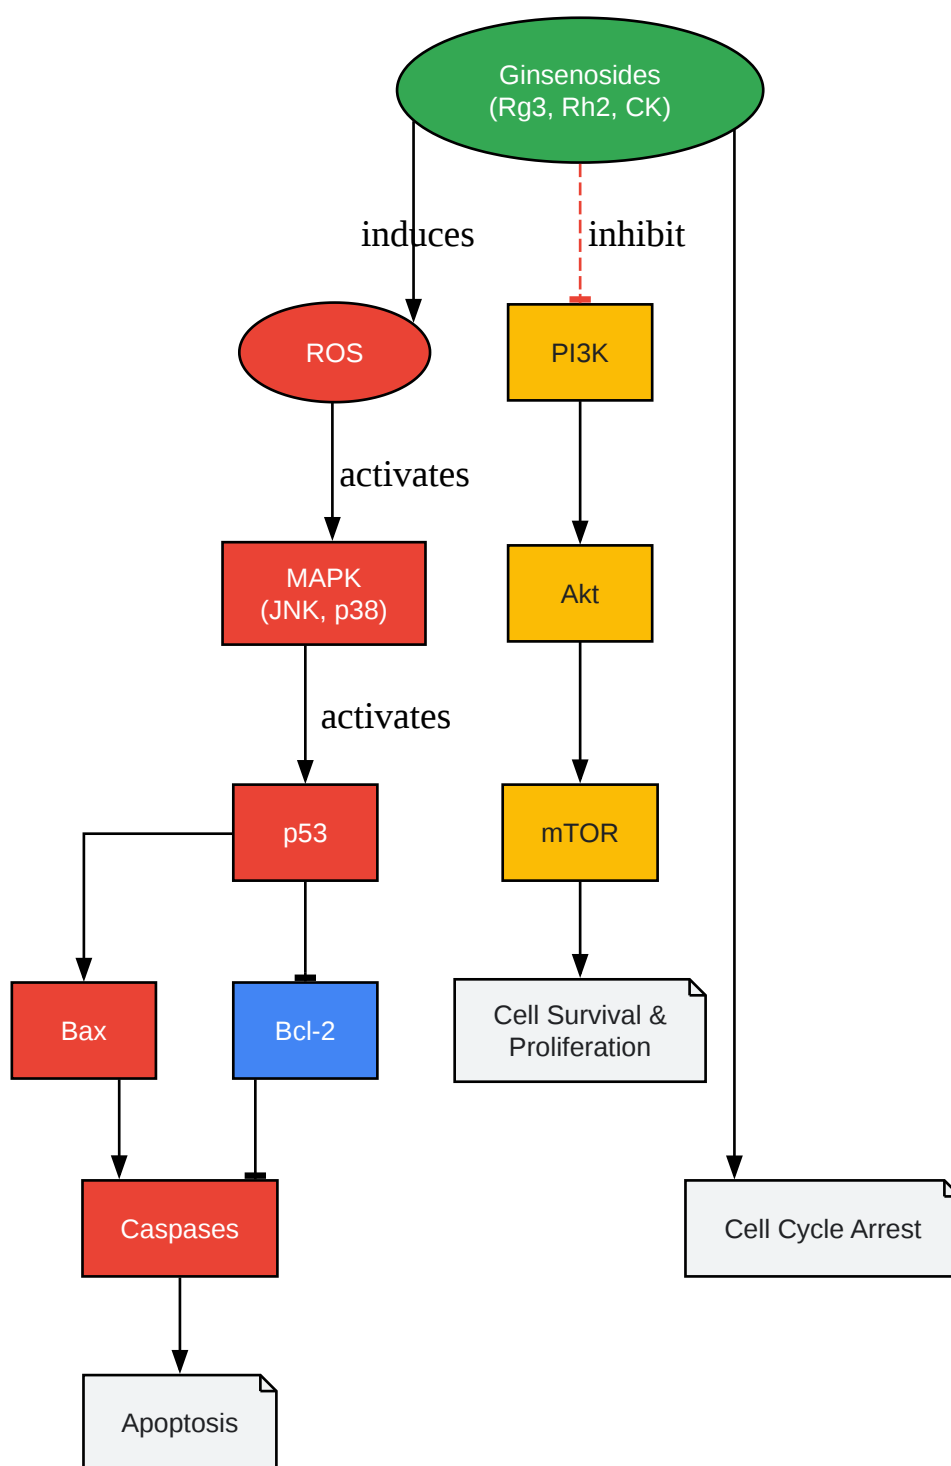 Ginsenosides
(Rg3, Rh2, CK)
induces
inhibit
ROS
PI3K
activates
MAPK
(JNK, p38)
Akt
activates
p53
mTOR
Bax
Bcl-2
Cell Survival &
Proliferation
Caspases
Cell Cycle Arrest
Apoptosis